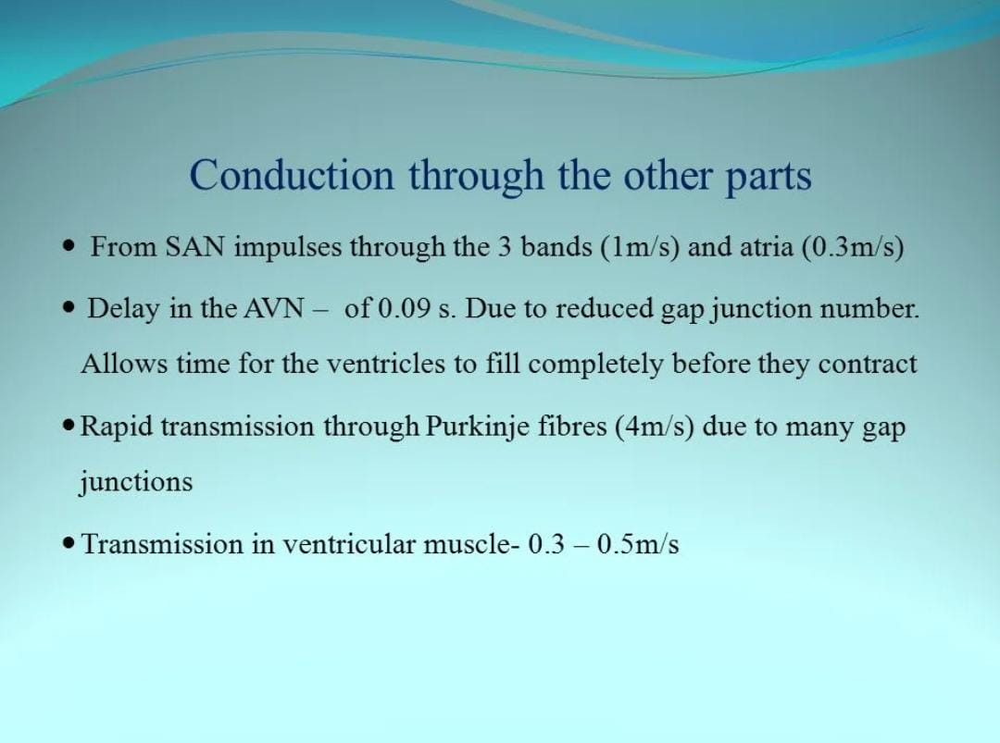 Conduction through the other parts
• From SAN impulses through the 3 bands (1m/s) and atria (0.3m/s)
• Delay in the AVN – of 0.09 s. Due to reduced gap junction number.
Allows time for the ventricles to fill completely before they contract
• Rapid transmission through Purkinje fibres (4m/s) due to many gap
junctions
• Transmission in ventricular muscle- 0.3 – 0.5m/s